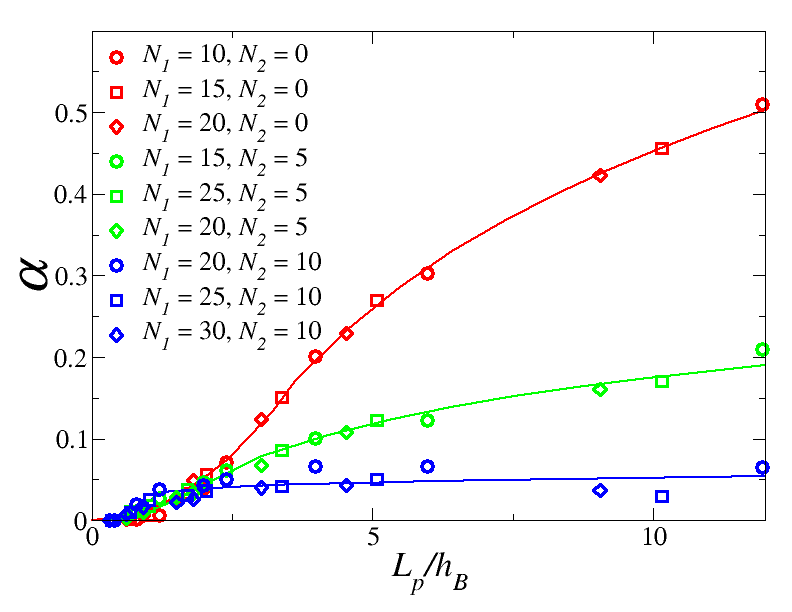 N1 = 10, N2 = 0
N1 = 15, N2 = 0
N1 = 20, N2 = 0
N1 = 15, N2 = 5
N1 = 25, N2 = 5
N1 = 20, N2 = 5
N1 = 20, N2 = 10
N1 = 25, N2 = 10
N1 = 30, N2 = 10
0.5
0.4
0.3
0.2
0.1
0
α
0 5 10
Lp/hB